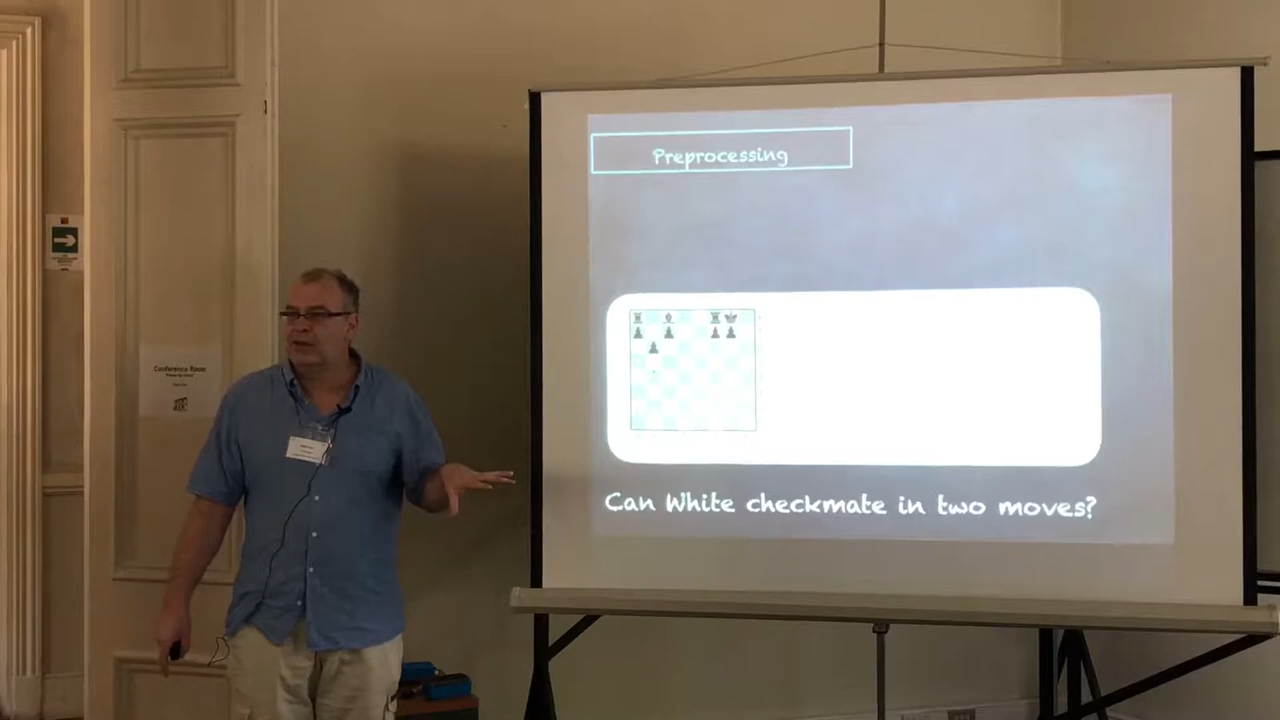 Preprocessing
Can White checkmate in two moves?
Conference Room